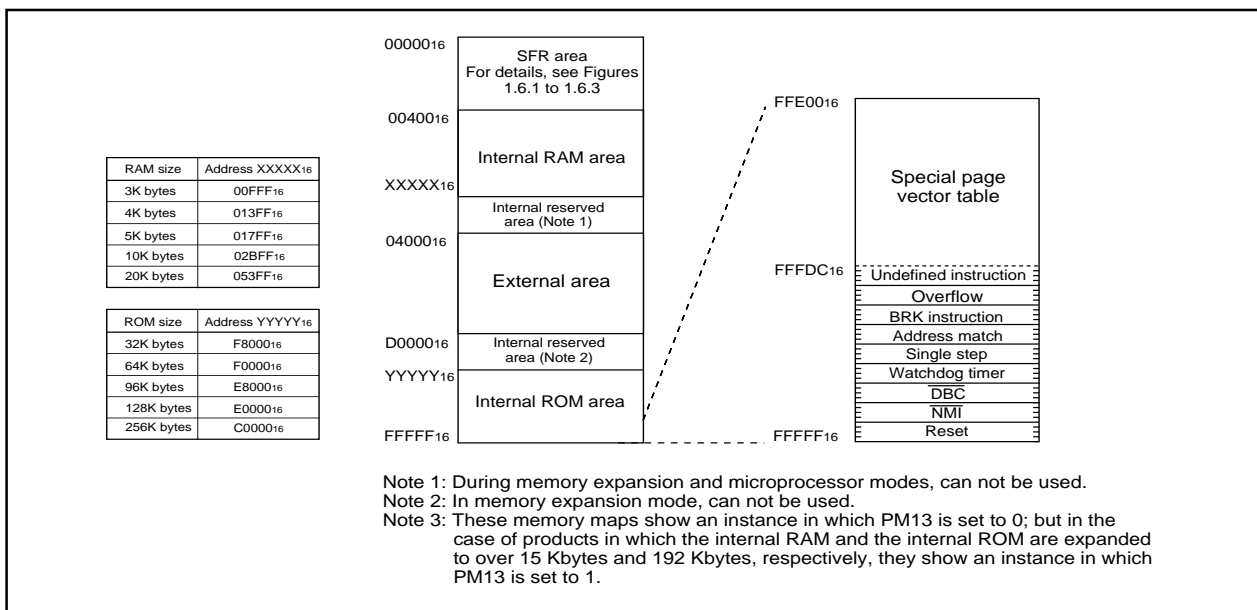 RAM size Address XXXXX16
3K bytes 00FFF16
4K bytes 013FF16
5K bytes 017FF16
10K bytes 02BFF16
20K bytes 053FF16
ROM size Address YYYYY16
32K bytes F800016
64K bytes F000016
96K bytes E800016
128K bytes E000016
256K bytes C000016
0000016
SFR area
For details, see Figures
1.6.1 to 1.6.3
0040016
Internal RAM area
XXXXX16
Internal reserved
area (Note 1)
0400016
External area
D000016
Internal reserved
area (Note 2)
YYYYY16
Internal ROM area
FFFFF16
FFE0016
Special page
vector table
FFFDC16
Undefined instruction
Overflow
BRK instruction
Address match
Single step
Watchdog timer
DBC
NMI
Reset
FFFFF16
Note 1: During memory expansion and microprocessor modes, can not be used.
Note 2: In memory expansion mode, can not be used.
Note 3: These memory maps show an instance in which PM13 is set to 0; but in the
case of products in which the internal RAM and the internal ROM are expanded
to over 15 Kbytes and 192 Kbytes, respectively, they show an instance in which
PM13 is set to 1.